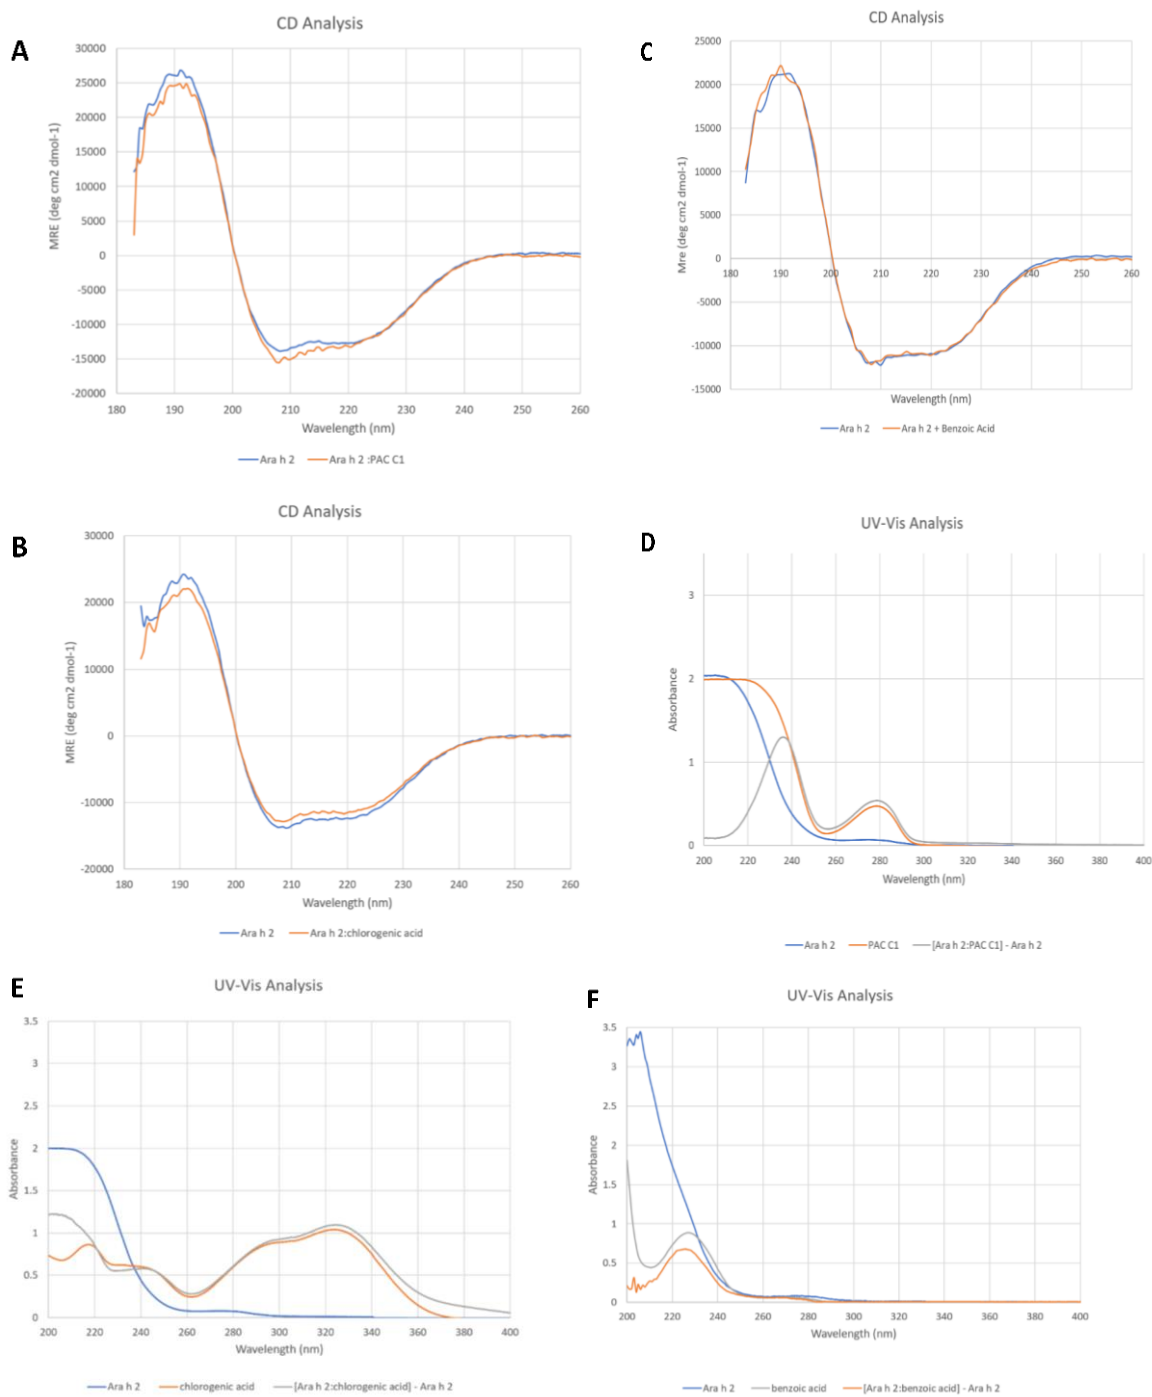 A
CD Analysis
30000
25000
20000
15000
10000
5000
0
-5000
-10000
-15000
-20000
MRE (deg cm2 dmol-1)
180 190 200 210 220 230 240 250 260
Wavelength (nm)
Ara h 2 Ara h 2 :PAC C1
C
CD Analysis
25000
20000
15000
10000
5000
0
-5000
-10000
-15000
Mre (deg cm2 dmol-1)
180 190 200 210 220 230 240 250 260
Wavelength (nm)
Ara h 2 Ara h 2 + Benzoic Acid
B
CD Analysis
30000
20000
10000
0
-10000
-20000
MRE (deg cm2 dmol-1)
180 190 200 210 220 230 240 250 260
Wavelength (nm)
Ara h 2 Ara h 2:chlorogenic acid
D
UV-Vis Analysis
3
2
1
0
Absorbance
200 220 240 260 280 300 320 340 360 380 400
Wavelength (nm)
Ara h 2 PAC C1 [Ara h 2:PAC C1] - Ara h 2
E
UV-Vis Analysis
3.5
3
2.5
2
1.5
1
0.5
0
Absorbance
200 220 240 260 280 300 320 340 360 380 400
Wavelength (nm)
Ara h 2 chlorogenic acid [Ara h 2:chlorogenic acid] - Ara h 2
F
UV-Vis Analysis
3.5
3
2.5
2
1.5
1
0.5
0
Absorbance
200 220 240 260 280 300 320 340 360 380 400
Wavelength (nm)
Ara h 2 benzoic acid [Ara h 2:benzoic acid] - Ara h 2